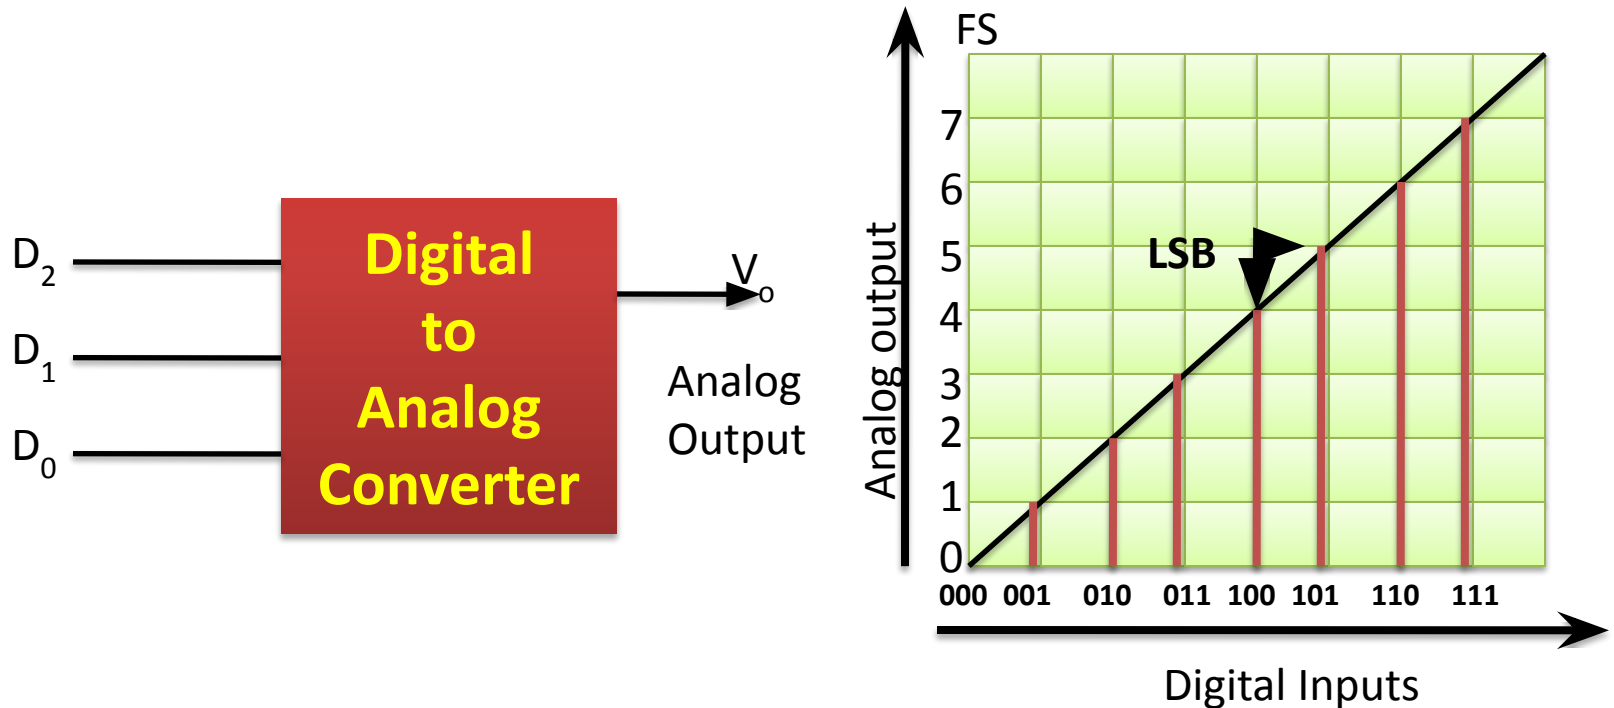 D2
D1
D0
Digital
to
Analog
Converter
Vo
Analog
Output
FS
Analog output
7
6
5
4
3
2
1
0
LSB
000 001 010 011 100 101 110 111
Digital Inputs